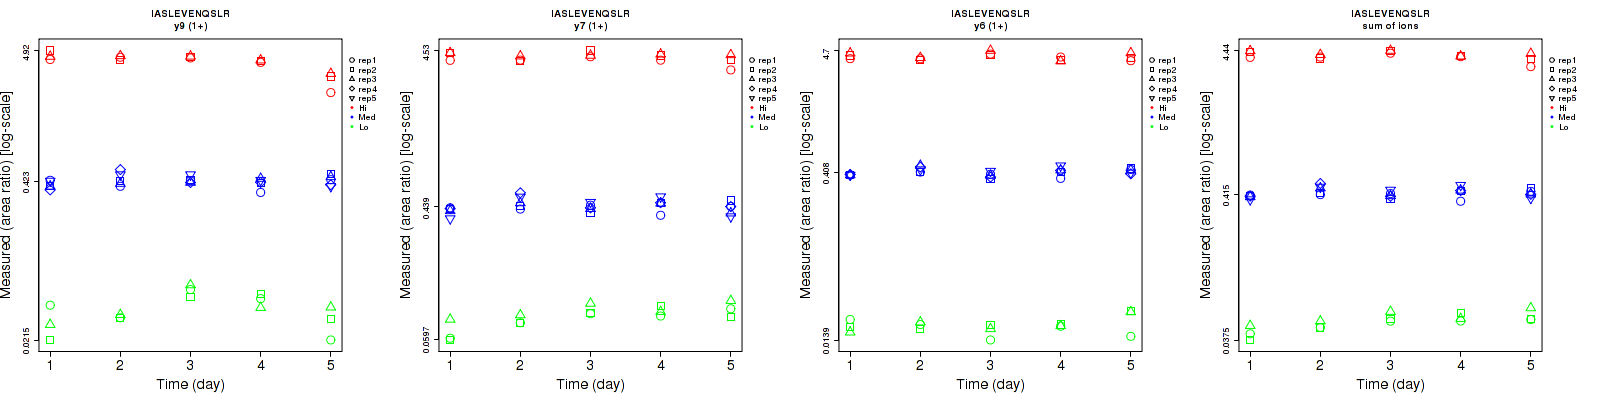 IASLEVENQSLR
y9 (1+)
Measured (area ratio) [log-scale]
4.92
0.423
0.0215
1 2 3 4 5
Time (day)
rep1
rep2
rep3
rep4
rep5
Hi
Med
Lo
IASLEVENQSLR
y7 (1+)
Measured (area ratio) [log-scale]
4.53
0.439
0.0597
1 2 3 4 5
Time (day)
rep1
rep2
rep3
rep4
rep5
Hi
Med
Lo
IASLEVENQSLR
y6 (1+)
Measured (area ratio) [log-scale]
4.7
0.408
0.0139
1 2 3 4 5
Time (day)
rep1
rep2
rep3
rep4
rep5
Hi
Med
Lo
IASLEVENQSLR
sum of ions
Measured (area ratio) [log-scale]
4.44
0.415
0.0375
1 2 3 4 5
Time (day)
rep1
rep2
rep3
rep4
rep5
Hi
Med
Lo